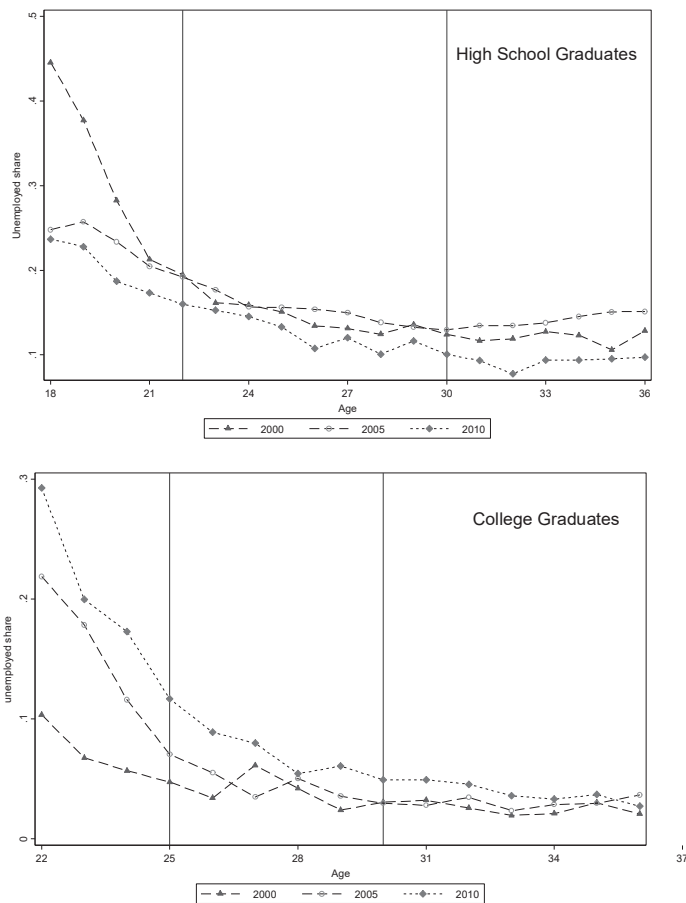 .5
High School Graduates
.4
.3
.2
.1
Unemployed share
18 21 24 27 30 33 36
Age
2000 2005 2010
.3
College Graduates
.1
0
unemployed share
22 25 28 31 34 37
Age
2000 2005 2010